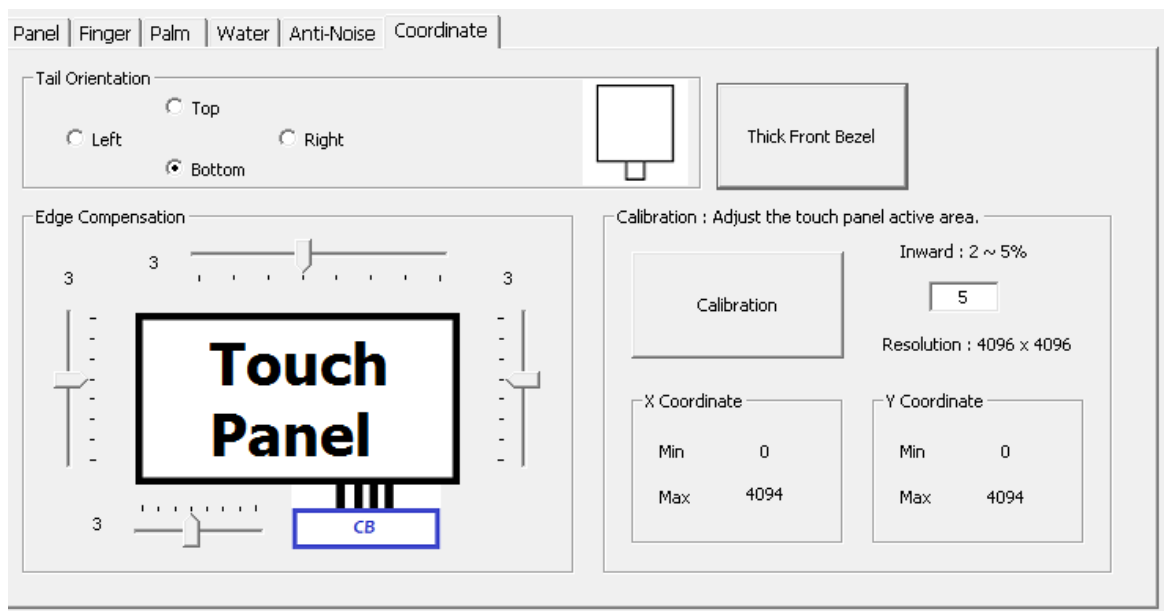 Panel Finger Palm Water Anti-Noise Coordinate
Tail Orientation
Top
Left
Right
Bottom
Thick Front Bezel
Edge Compensation
3
3
3
Touch
Panel
3
CB
Calibration : Adjust the touch panel active area.
Calibration
Inward : 2 ~ 5%
5
Resolution : 4096 x 4096
X Coordinate
Min 0
Max 4094
Y Coordinate
Min 0
Max 4094